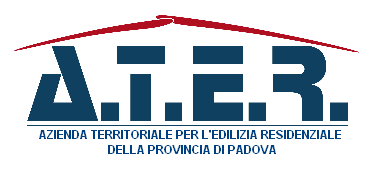 A.T.E.R.
AZIENDA TERRITORIALE PER L'EDILIZIA RESIDENZIALE
DELLA PROVINCIA DI PADOVA